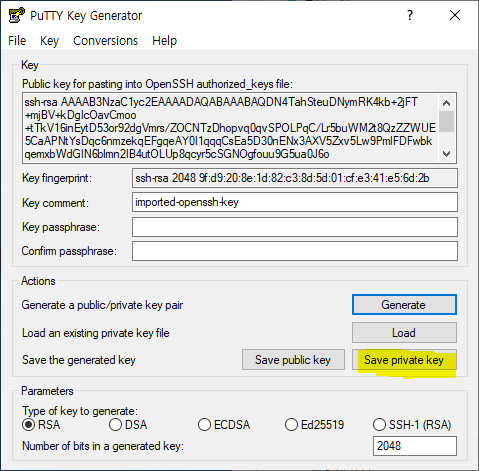 PuTTY Key Generator
File Key Conversions Help
Key
Public key for pasting into OpenSSH authorized_keys file:
ssh-rsa AAAAB3NzaC1yc2EAAAADAQABAAABAQDN4TahSteuDNymRK4kb+2jFT
+mjBV+kDgIcOavCmoo
+tTkV16inEytD53or92dgVmrs/ZOCNTzDhopvq0qvSPOLPqC/Lr5buWM2t8QzZZWUE
5CaAPNtYsDqc6nmzekqEFgqeAY0I1qqqCsEa5D30nENx3AXV5Zxv5Lw9PmIFDFwbk
qemxbWdGIN6blmn2IB4utOLUp8qcyr5cSGNOgfouu9G5ua0J6o
Key fingerprint: ssh-rsa 2048 9f:d9:20:8e:1d:82:c3:8d:5d:01:cf:e3:41:e5:6d:2b
Key comment: imported-openssh-key
Key passphrase:
Confirm passphrase:
Actions
Generate a public/private key pair Generate
Load an existing private key file Load
Save the generated key Save public key Save private key
Parameters
Type of key to generate:
RSA DSA ECDSA Ed25519 SSH-1 (RSA)
Number of bits in a generated key: 2048